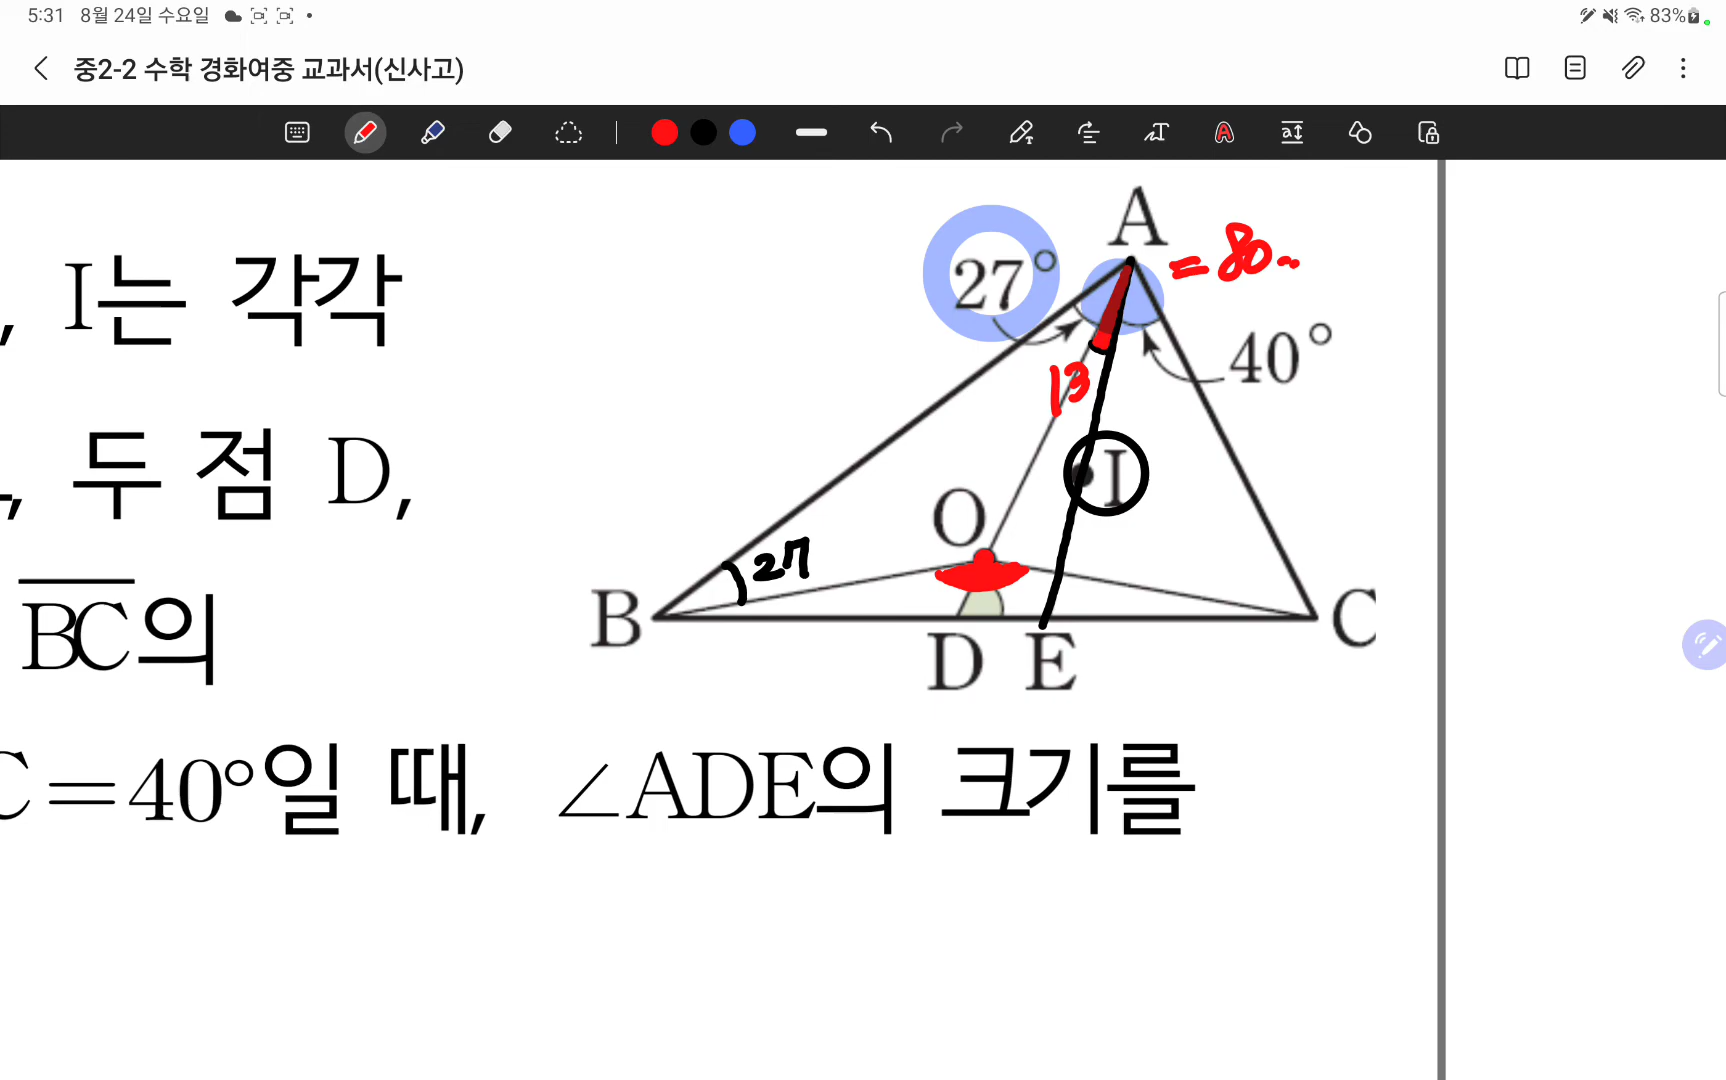 5:31 8월 24일 수요일 83%
중2-2 수학 경화여중 교과서(신사고)
, I는 각각
, 두 점 D,
BC의
C=40°일 때, ∠ADE의 크기를
A
= 80
27°
40°
13
I
O
27
B
C
D E